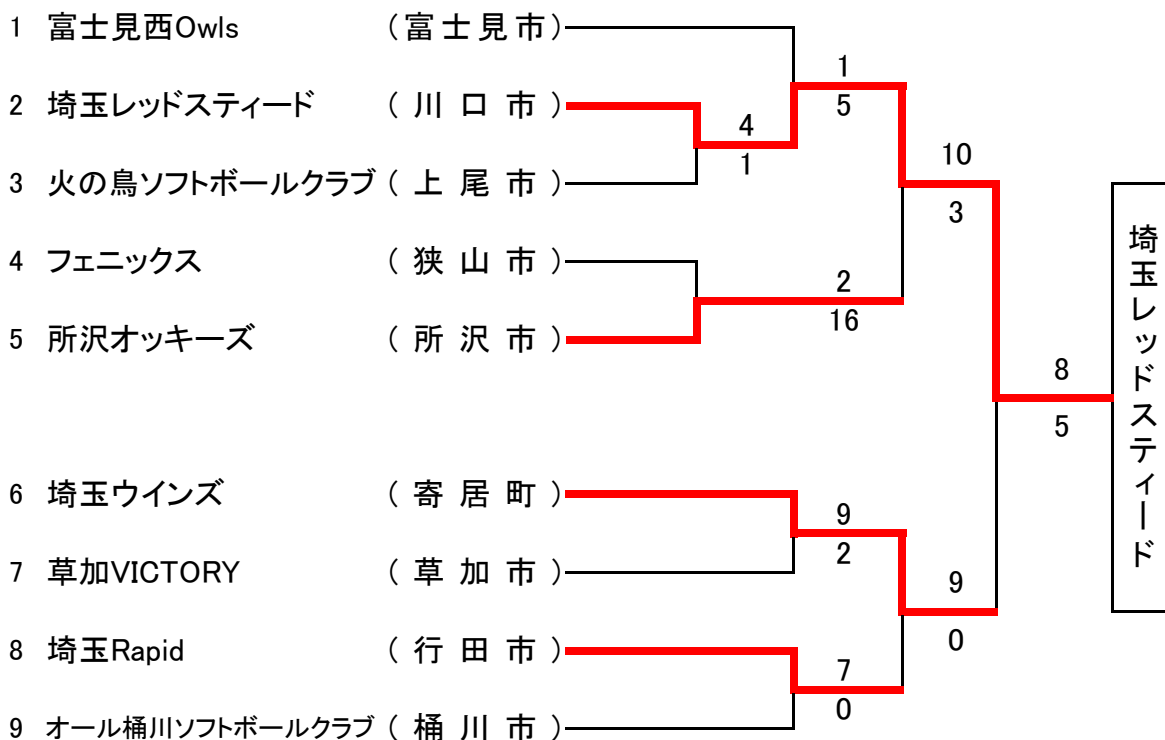 1 富士見西Owls (富士見市)
1
2 埼玉レッドスティード ( 川 口 市 )
5
4
10
3 火の鳥ソフトボールクラブ ( 上 尾 市 )
1
3
4 フェニックス ( 狭 山 市 )
2
16
5 所沢オッキーズ ( 所 沢 市 )
8
5
埼玉レッドスティード
6 埼玉ウインズ ( 寄 居 町 )
9
2
7 草加VICTORY ( 草 加 市 )
9
0
8 埼玉Rapid ( 行 田 市 )
7
0
9 オール桶川ソフトボールクラブ ( 桶 川 市 )